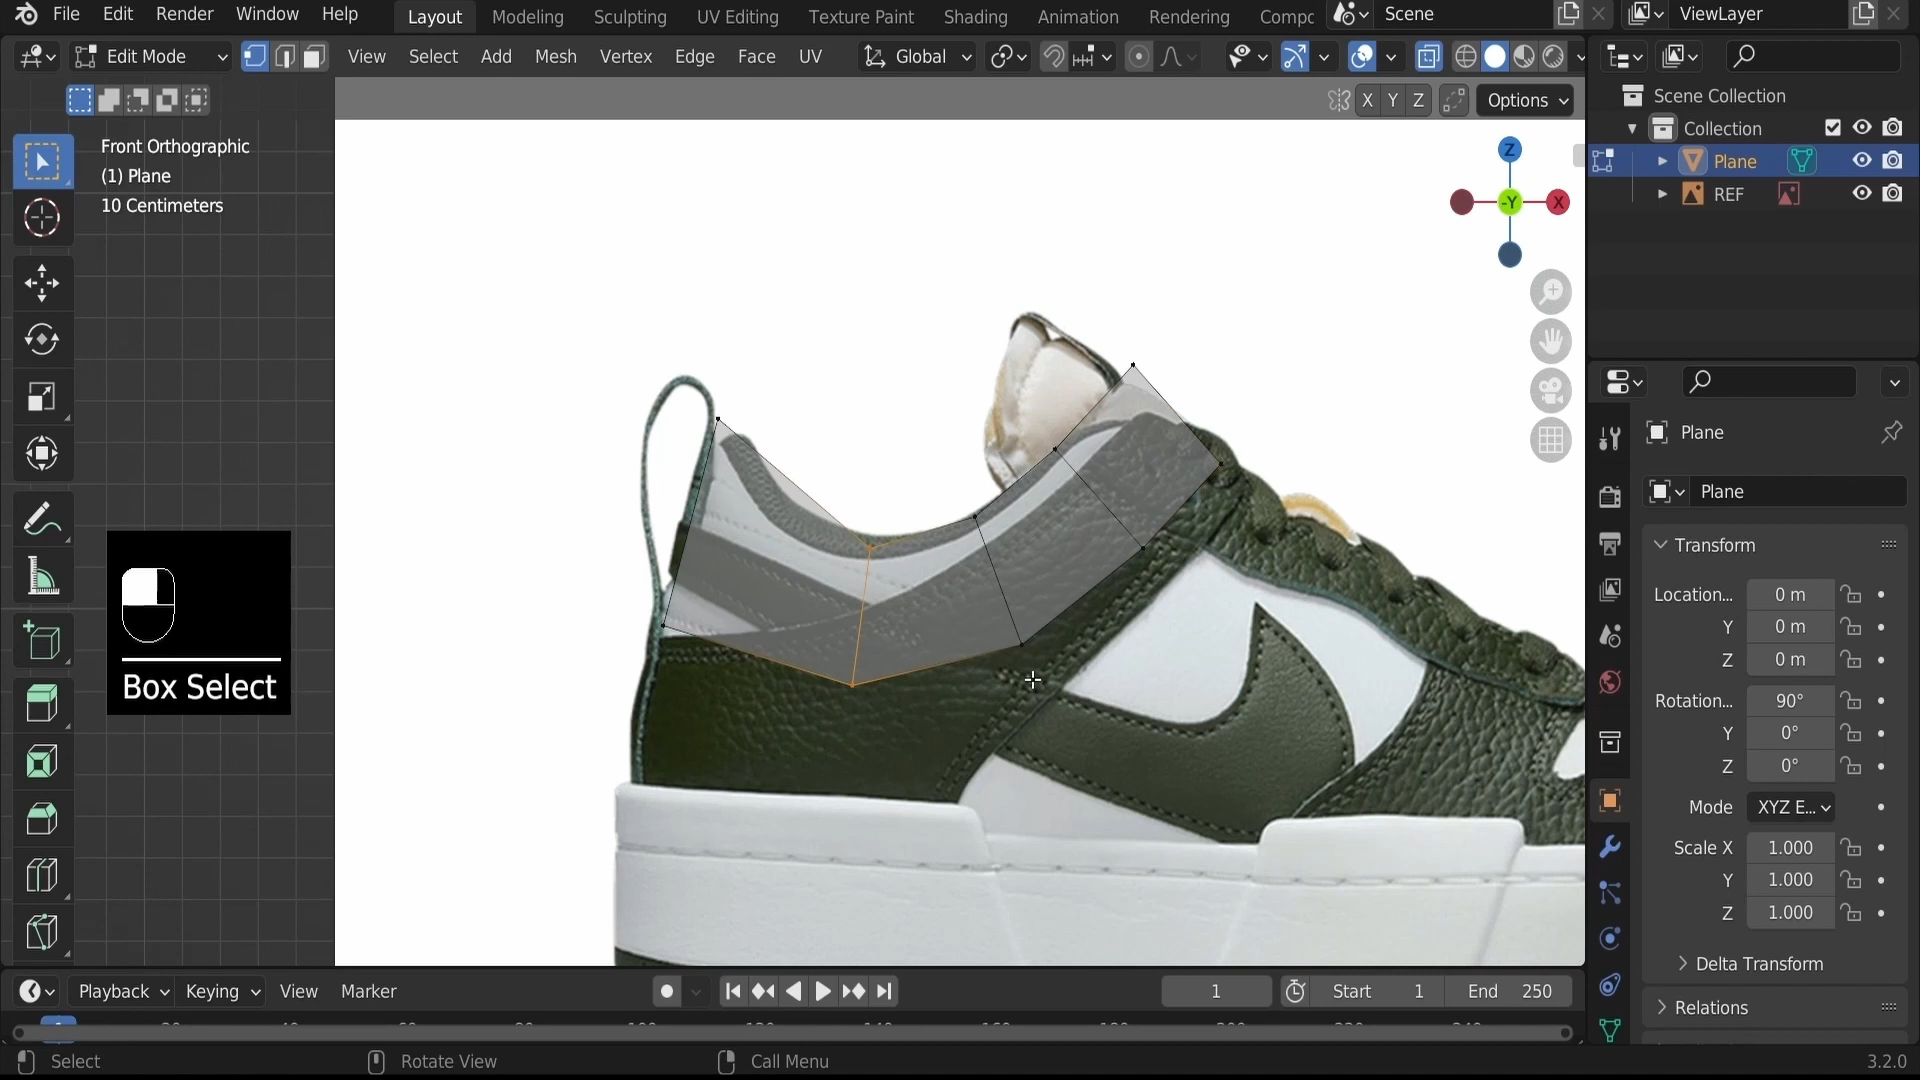 File Edit Render Window Help Layout Modeling Sculpting UV Editing Texture Paint Shading Animation Rendering Compc Scene ViewLayer
Edit Mode View Select Add Mesh Vertex Edge Face UV Global
X Y Z Options
Scene Collection
Collection
Plane
REF
Front Orthographic
(1) Plane
10 Centimeters
Z
-Y X
Box Select
Plane
Plane
Transform
Location... 0 m
Y 0 m
Z 0 m
Rotation... 90°
Y 0°
Z 0°
Mode XYZ E...
Scale X 1.000
Y 1.000
Z 1.000
Delta Transform
Relations
Playback Keying View Marker 1 Start 1 End 250
Select Rotate View Call Menu 3.2.0